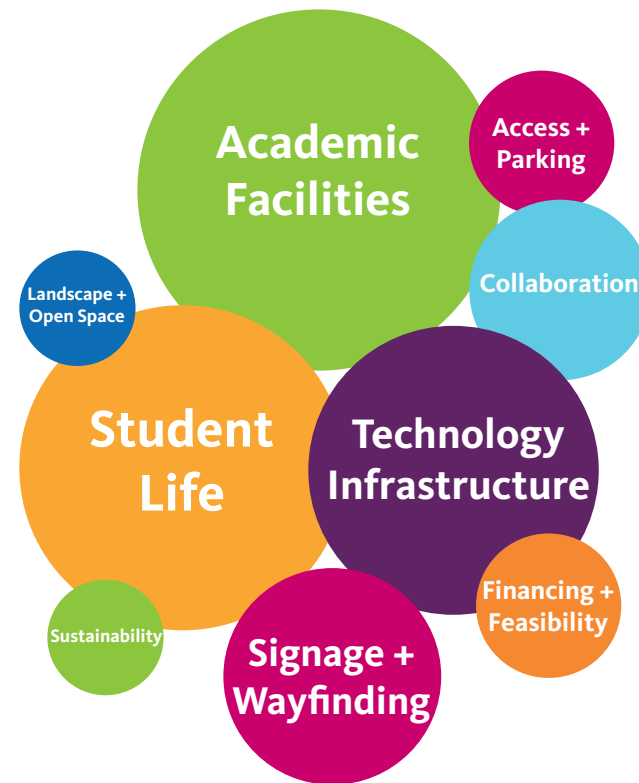 Academic
Facilities
Access +
Parking
Collaboration
Landscape +
Open Space
Student
Life
Technology
Infrastructure
Financing +
Feasibility
Sustainability
Signage +
Wayfinding